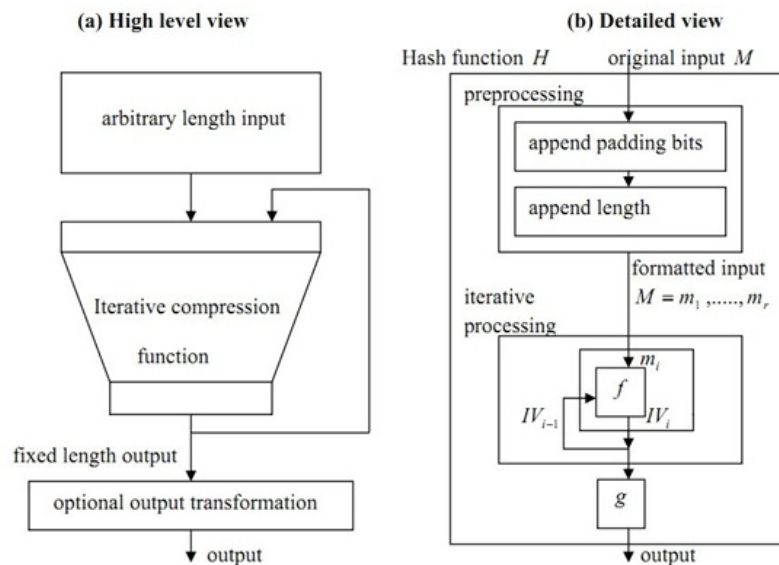 (a) High level view
arbitrary length input
Iterative compression
function
fixed length output
optional output transformation
output
(b) Detailed view
Hash function H
original input M
preprocessing
append padding bits
append length
formatted input
M = m₁ ,....., mᵣ
iterative
processing
mᵢ
f
IVᵢ₋₁
IVᵢ
g
output